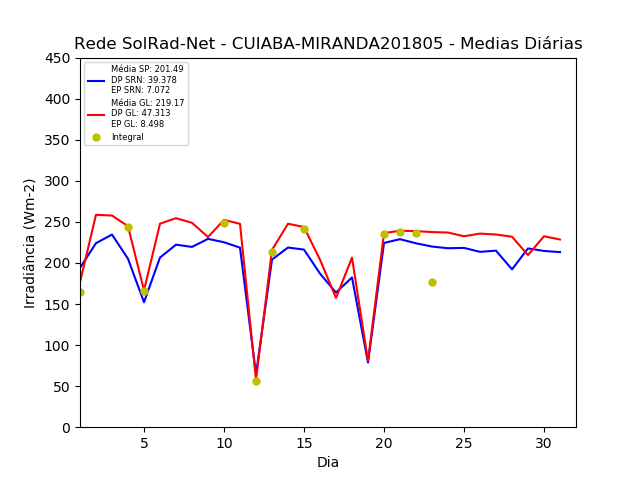 Rede SolRad-Net - CUIABA-MIRANDA201805 - Medias Diárias
450
400
350
300
250
200
150
100
50
0
Irradiância (Wm-2)
Média SP: 201.49
DP SRN: 39.378
EP SRN: 7.072
Média GL: 219.17
DP GL: 47.313
EP GL: 8.498
Integral
5
10
15
20
25
30
Dia